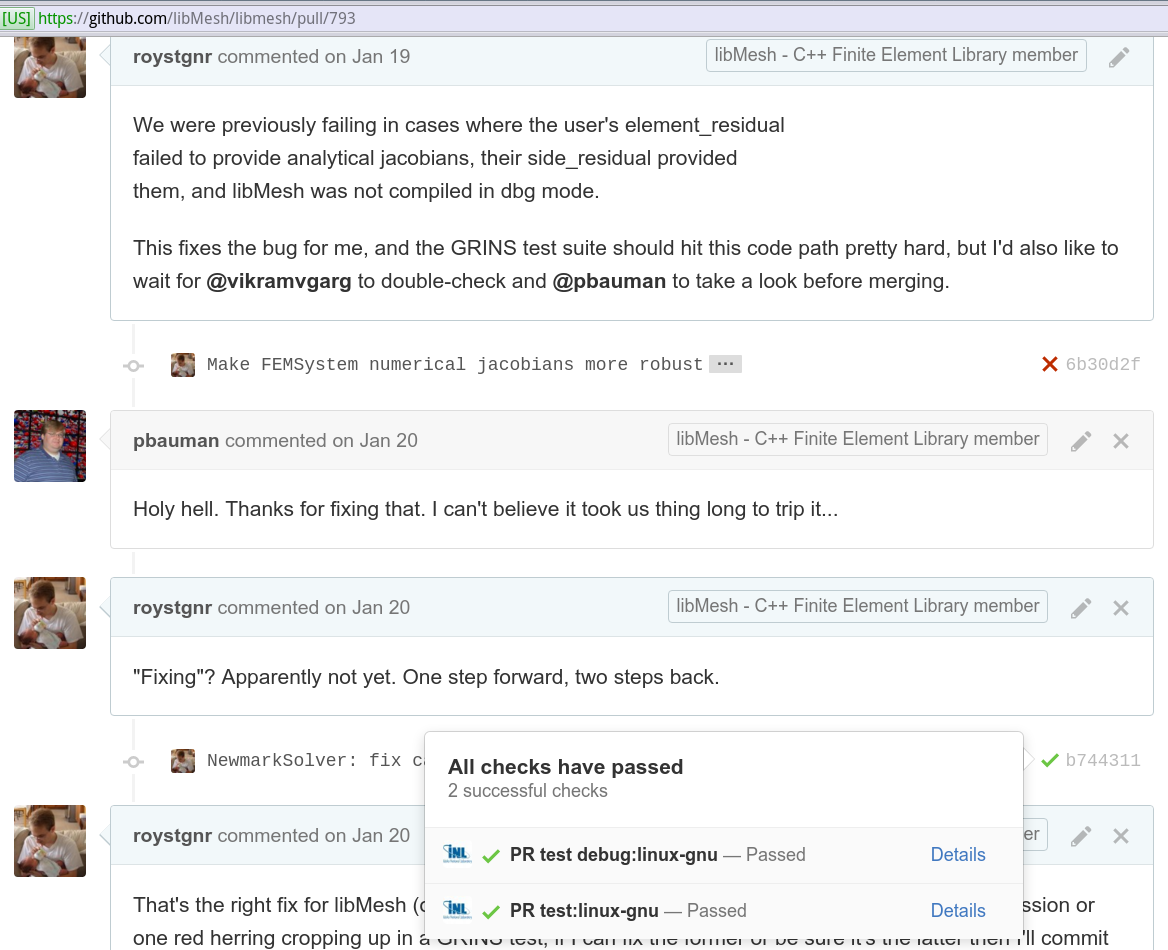 [US] https://github.com/libMesh/libmesh/pull/793
roystgnr commented on Jan 19 libMesh - C++ Finite Element Library member
We were previously failing in cases where the user's element_residual
failed to provide analytical jacobians, their side_residual provided
them, and libMesh was not compiled in dbg mode.
This fixes the bug for me, and the GRINS test suite should hit this code path pretty hard, but I'd also like to
wait for @vikramvgarg to double-check and @pbauman to take a look before merging.
Make FEMSystem numerical jacobians more robust ... 6b30d2f
pbauman commented on Jan 20 libMesh - C++ Finite Element Library member
Holy hell. Thanks for fixing that. I can't believe it took us thing long to trip it...
roystgnr commented on Jan 20 libMesh - C++ Finite Element Library member
"Fixing"? Apparently not yet. One step forward, two steps back.
NewmarkSolver: fix b744311
All checks have passed
2 successful checks
roystgnr commented on Jan 20 er
INL PR test debug:linux-gnu — Passed Details
That's the right fix for libMesh ssion or
INL PR test:linux-gnu — Passed Details
one red herring cropping up in a GRINS test, if I can fix the former or be sure it's the latter then I'll commit